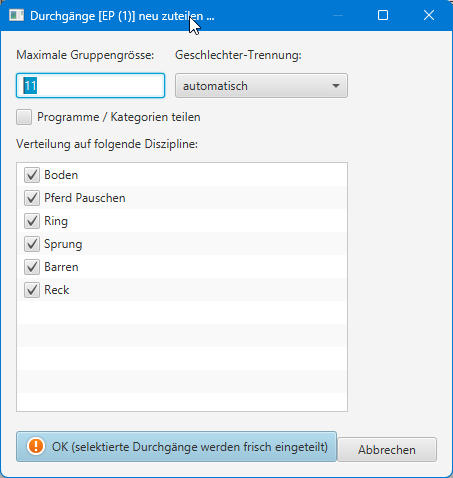 Durchgänge [EP (1)] neu zuteilen ...
Maximale Gruppengrösse: Geschlechter-Trennung:
11 automatisch
Programme / Kategorien teilen
Verteilung auf folgende Diszipline:
Boden
Pferd Pauschen
Ring
Sprung
Barren
Reck
OK (selektierte Durchgänge werden frisch eingeteilt) Abbrechen